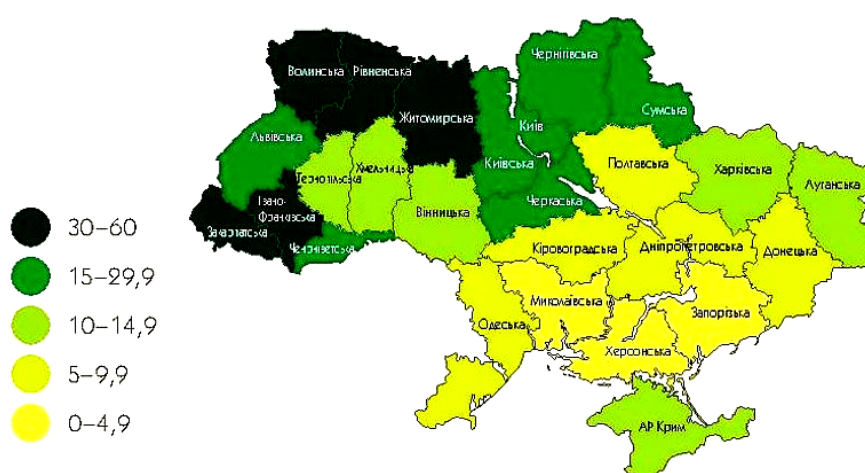 Чернігівська
Волинська
Рівненська
Сумська
Житомирська
Київ
Львівська
Київська
Полтавська
Харківська
Хмельницька
Тернопільська
Луганська
Івано-
Франківська
Черкаська
Вінницька
Закарпатська
Чернівецька
Кіровоградська
Дніпропетровська
Донецька
Миколаївська
Запорізька
Одеська
Херсонська
АР Крим
30–60
15–29,9
10–14,9
5–9,9
0–4,9